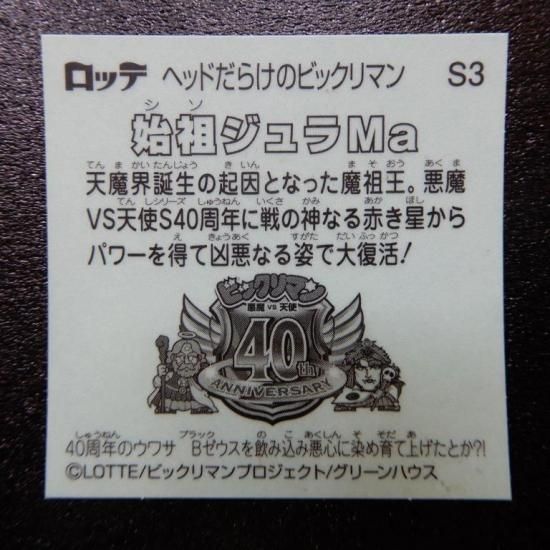 ロッテ ヘッドだらけのビックリマン S3
シソ
始祖ジュラMa
てんまかいたんじょう きいん まそおう あくま
天魔界誕生の起因となった魔祖王。悪魔
てんしシリーズ しゅうねん いくさ かみ あか ほし
VS天使S40周年に戦の神なる赤き星から
え きょうあく すがた だいふっかつ
パワーを得て凶悪なる姿で大復活!
ビックリマン
悪魔 VS 天使
40th
ANNIVERSARY
しゅうねん ブラック の こ あくしん そ そだ あ
40周年のウワサ Bゼウスを飲み込み悪心に染め育て上げたとか?!
©LOTTE/ビックリマンプロジェクト/グリーンハウス